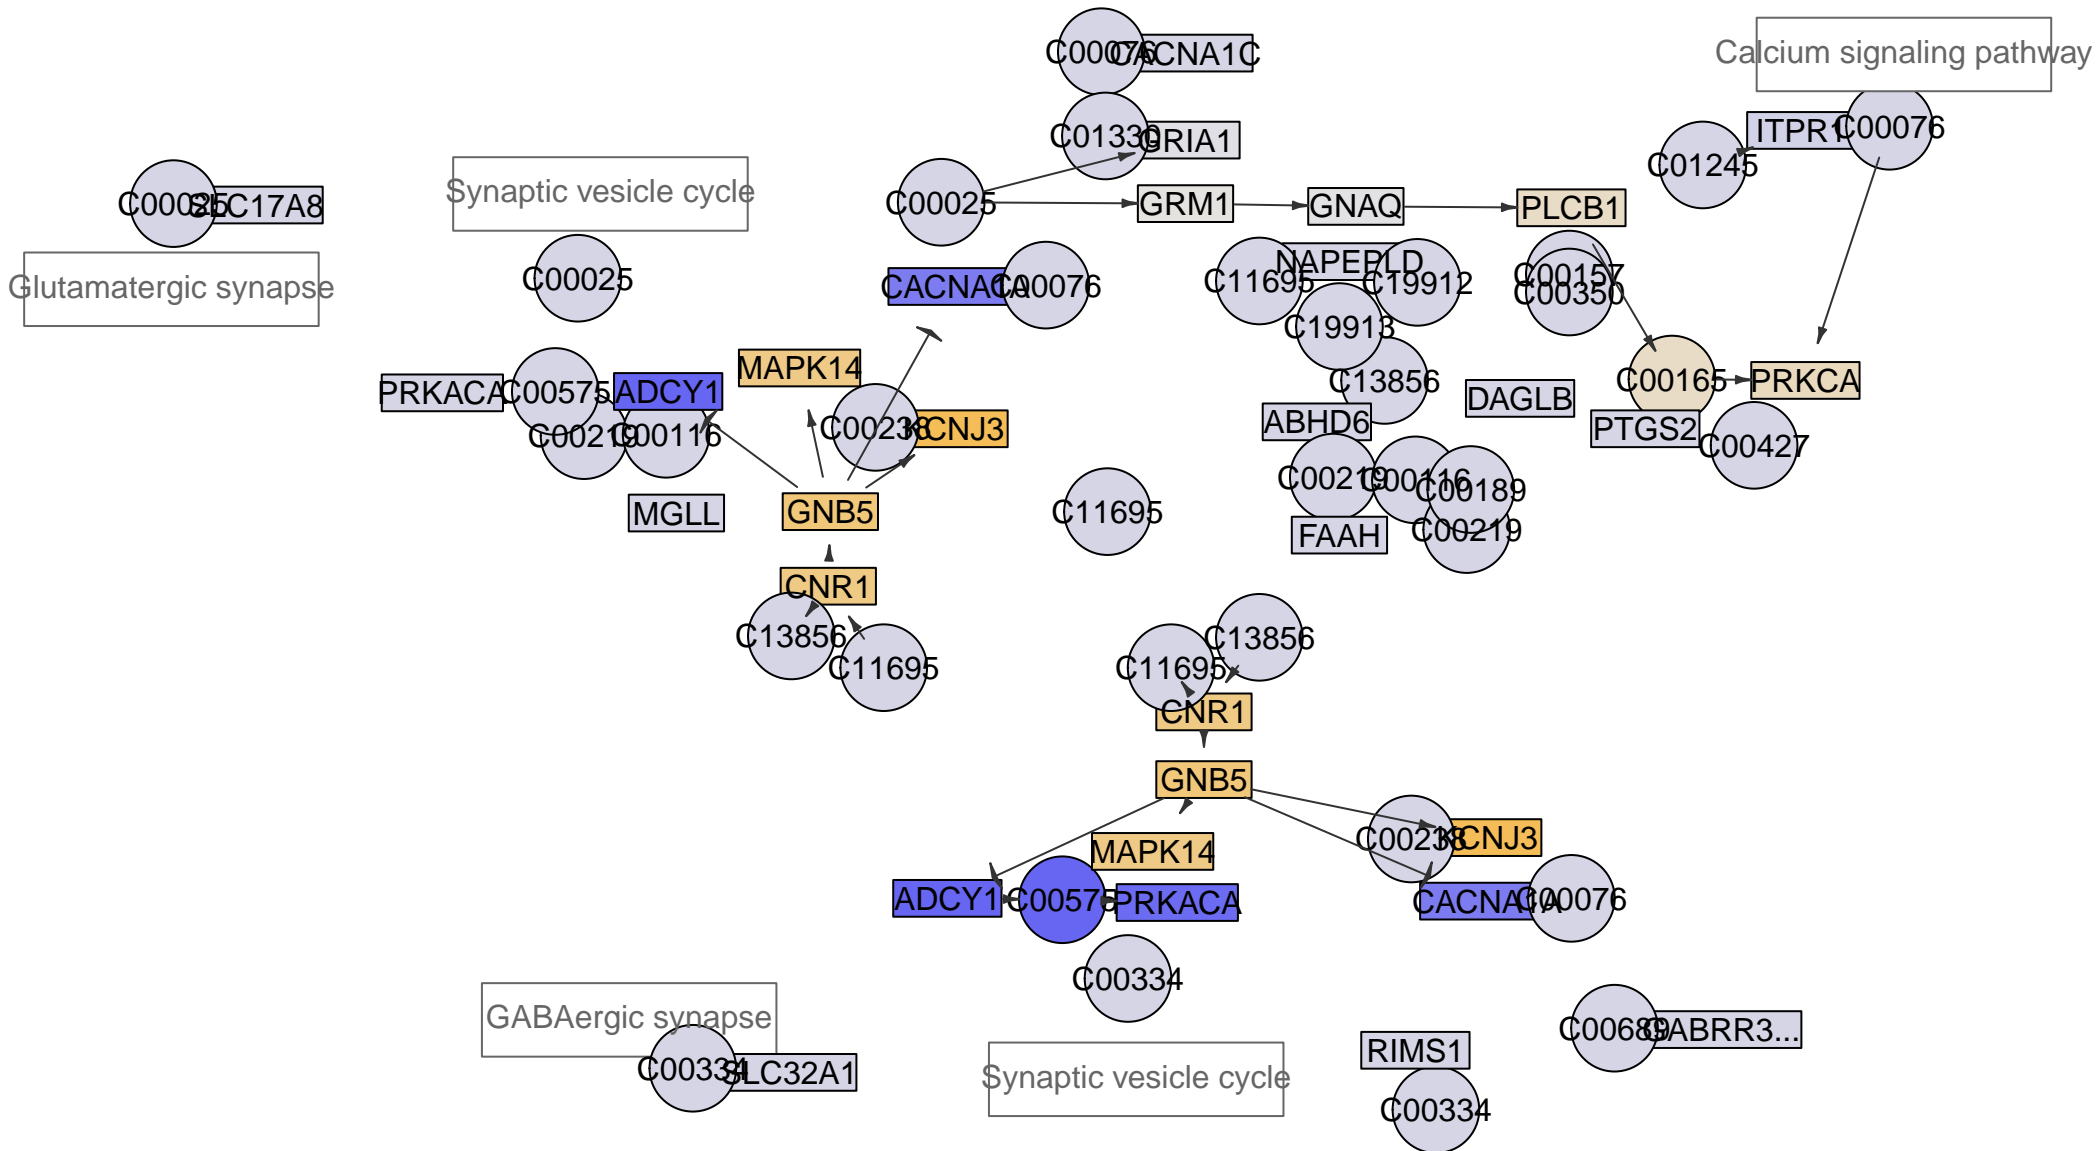 C00076
CACNA1C
Calcium signaling pathway
C01330
GRIA1
C01245
ITPR1
C00076
C00025
SLC17A8
Synaptic vesicle cycle
C00025
GRM1
GNAQ
PLCB1
Glutamatergic synapse
C00025
CACNA1A
C00076
C11695
NAPEPLD
C19912
C19913
C00157
C00350
PRKACA
C00575
ADCY1
MAPK14
C13856
DAGLB
C00165
PRKCA
C00219
C00116
C00238
KCNJ3
ABHD6
PTGS2
C00427
MGLL
GNB5
C11695
C00219
C00116
C00189
FAAH
C00219
CNR1
C13856
C11695
C11695
C13856
CNR1
GNB5
MAPK14
C00238
KCNJ3
ADCY1
C00575
PRKACA
CACNA1A
C00076
C00334
GABAergic synapse
C00334
SLC32A1
Synaptic vesicle cycle
RIMS1
C00334
C00689
GABRR3...